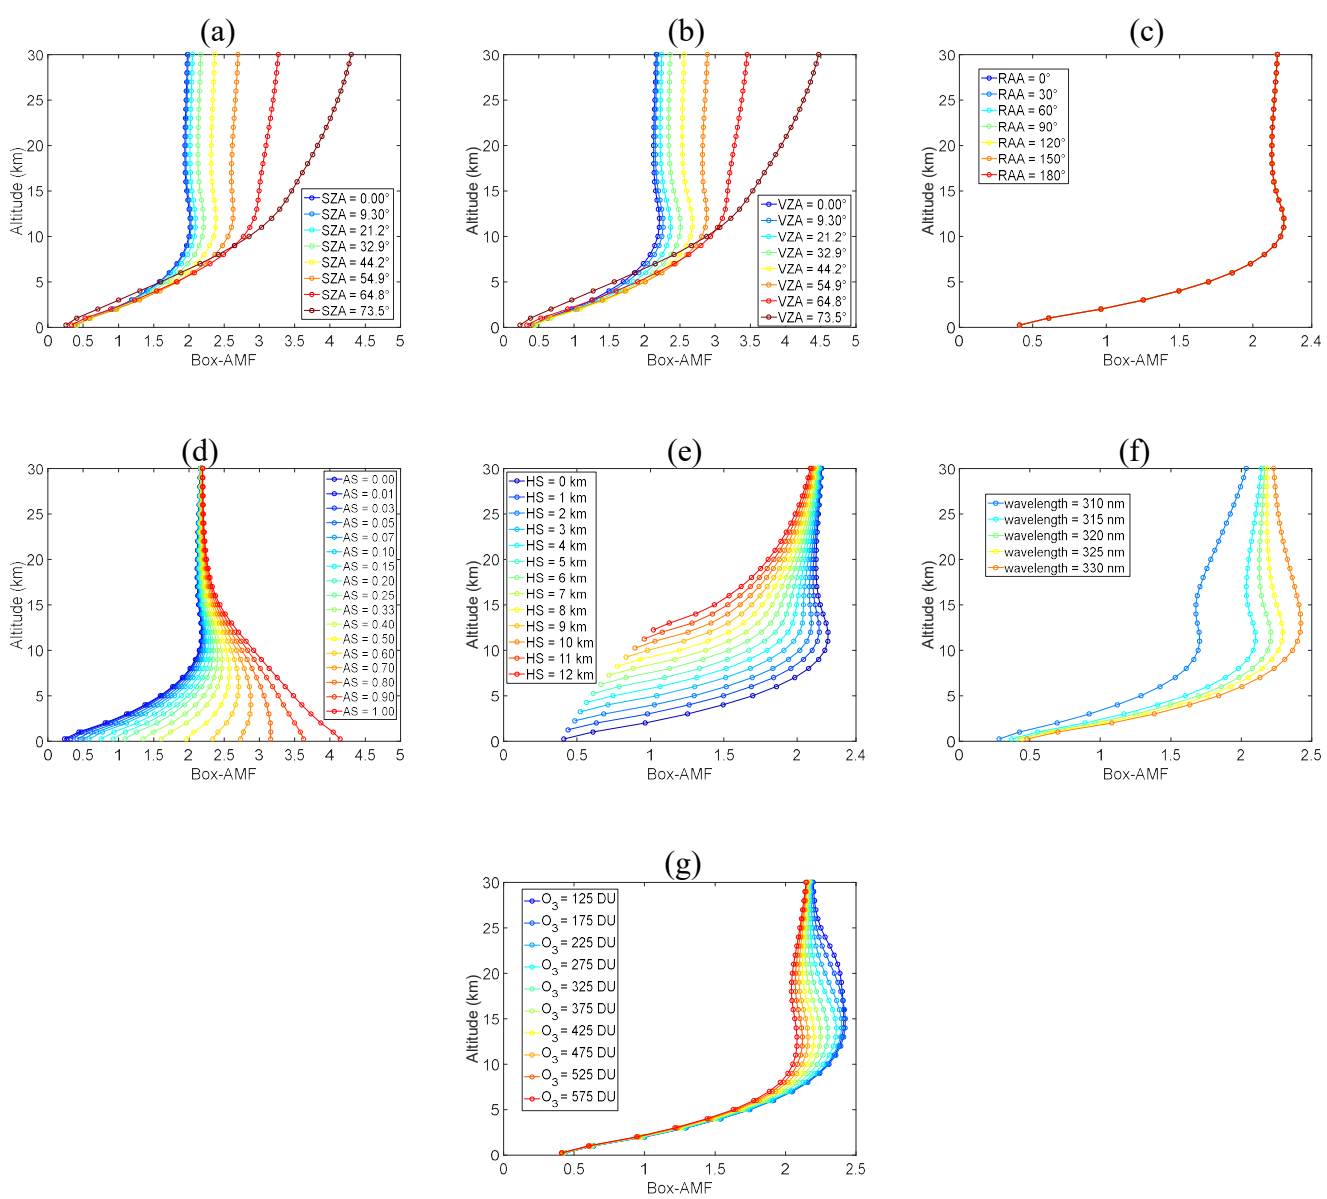 (a)
30
25
20
15
10
5
0
Altitude (km)
SZA = 0.00°
SZA = 9.30°
SZA = 21.2°
SZA = 32.9°
SZA = 44.2°
SZA = 54.9°
SZA = 64.8°
SZA = 73.5°
0 0.5 1 1.5 2 2.5 3 3.5 4 4.5 5
Box-AMF
(b)
30
25
20
15
10
5
0
Altitude (km)
VZA = 0.00°
VZA = 9.30°
VZA = 21.2°
VZA = 32.9°
VZA = 44.2°
VZA = 54.9°
VZA = 64.8°
VZA = 73.5°
0 0.5 1 1.5 2 2.5 3 3.5 4 4.5 5
Box-AMF
(c)
30
25
20
15
10
5
0
Altitude (km)
RAA = 0°
RAA = 30°
RAA = 60°
RAA = 90°
RAA = 120°
RAA = 150°
RAA = 180°
0 0.5 1 1.5 2 2.4
Box-AMF
(d)
30
25
20
15
10
5
0
Altitude (km)
AS = 0.00
AS = 0.01
AS = 0.03
AS = 0.05
AS = 0.07
AS = 0.10
AS = 0.15
AS = 0.20
AS = 0.25
AS = 0.33
AS = 0.40
AS = 0.50
AS = 0.60
AS = 0.70
AS = 0.80
AS = 0.90
AS = 1.00
0 0.5 1 1.5 2 2.5 3 3.5 4 4.5 5
Box-AMF
(e)
30
25
20
15
10
5
0
Altitude (km)
HS = 0 km
HS = 1 km
HS = 2 km
HS = 3 km
HS = 4 km
HS = 5 km
HS = 6 km
HS = 7 km
HS = 8 km
HS = 9 km
HS = 10 km
HS = 11 km
HS = 12 km
0 1 2 2.4
Box-AMF
(f)
30
25
20
15
10
5
0
Altitude (km)
wavelength = 310 nm
wavelength = 315 nm
wavelength = 320 nm
wavelength = 325 nm
wavelength = 330 nm
0 0.5 1 1.5 2 2.5
Box-AMF
(g)
30
25
20
15
10
5
0
Altitude (km)
O3 = 125 DU
O3 = 175 DU
O3 = 225 DU
O3 = 275 DU
O3 = 325 DU
O3 = 375 DU
O3 = 425 DU
O3 = 475 DU
O3 = 525 DU
O3 = 575 DU
0 0.5 1 1.5 2 2.5
Box-AMF